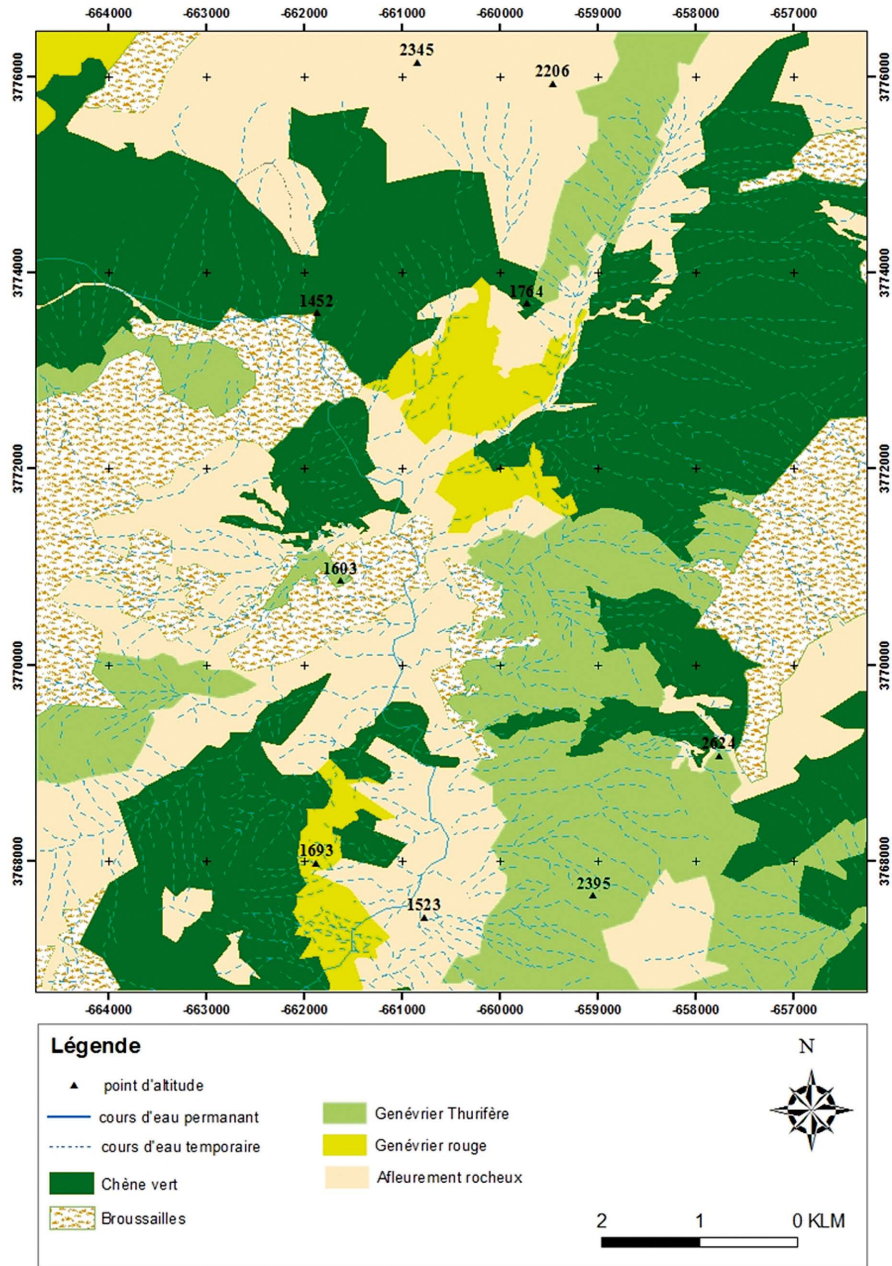 -664000 -663000 -662000 -661000 -660000 -659000 -658000 -657000
2345
3776000 3776000
2206
3774000 3774000
1764
1452
3772000 3772000
1603
3770000 3770000
2624
1693
3768000 3768000
2395
1523
-664000 -663000 -662000 -661000 -660000 -659000 -658000 -657000
Légende
N
point d'altitude
cours d'eau permanant
Genévrier Thurifère
cours d'eau temporaire
Genévrier rouge
Chène vert
Afleurement rocheux
Broussailles
2 1 0 KLM